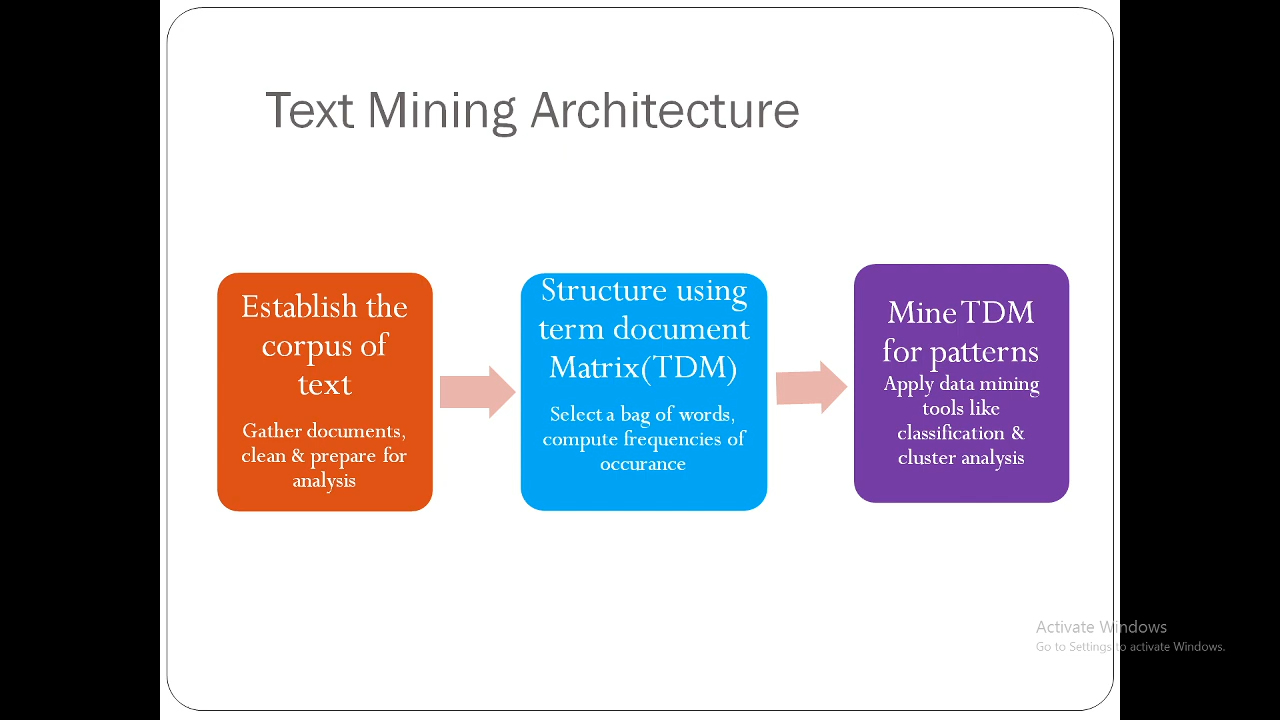 Text Mining Architecture
Establish the
corpus of
text
Gather documents,
clean & prepare for
analysis
Structure using
term document
Matrix(TDM)
Select a bag of words,
compute frequencies of
occurance
Mine TDM
for patterns
Apply data mining
tools like
classification &
cluster analysis
Activate Windows
Go to Settings to activate Windows.